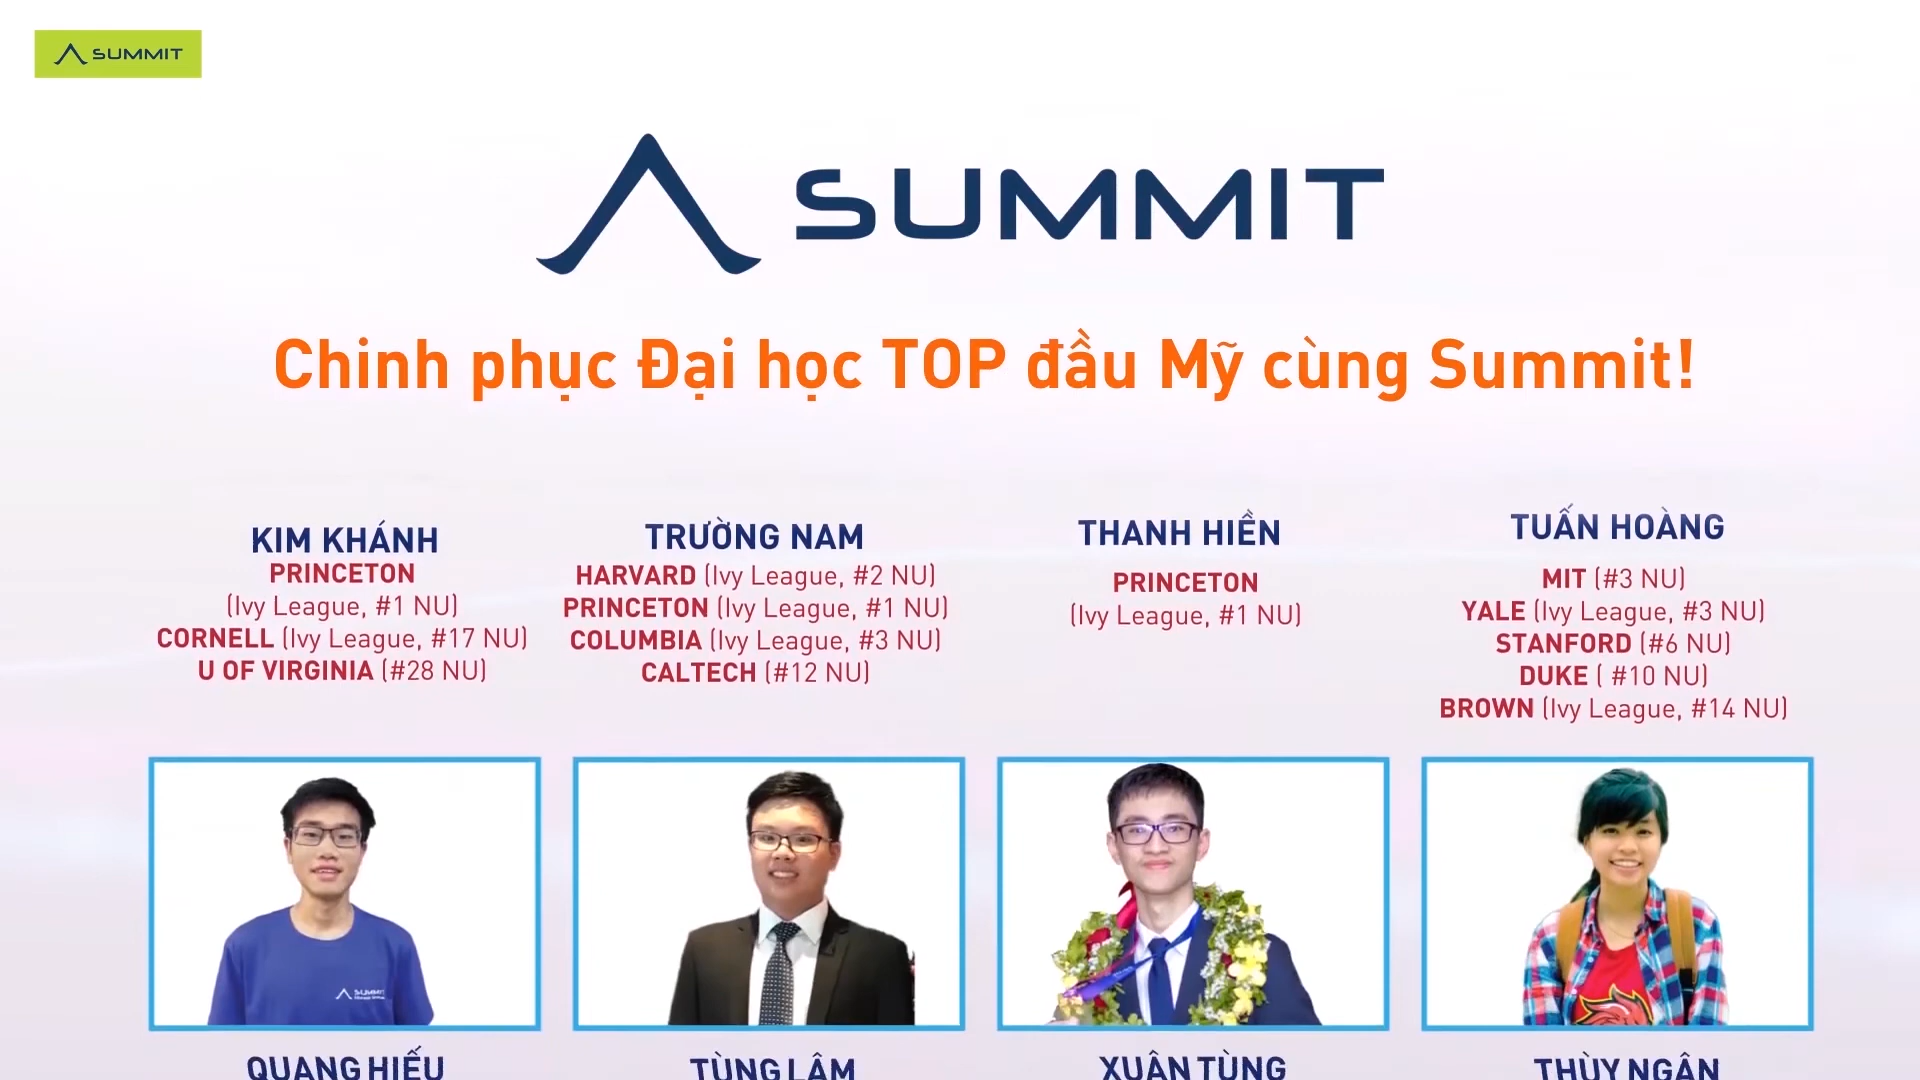 SUMMIT
SUMMIT
Chinh phục Đại học TOP đầu Mỹ cùng Summit!
KIM KHÁNH
PRINCETON
(Ivy League, #1 NU)
CORNELL (Ivy League, #17 NU)
U OF VIRGINIA (#28 NU)
TRƯỜNG NAM
HARVARD (Ivy League, #2 NU)
PRINCETON (Ivy League, #1 NU)
COLUMBIA (Ivy League, #3 NU)
CALTECH (#12 NU)
THANH HIỀN
PRINCETON
(Ivy League, #1 NU)
TUẤN HOÀNG
MIT (#3 NU)
YALE (Ivy League, #3 NU)
STANFORD (#6 NU)
DUKE ( #10 NU)
BROWN (Ivy League, #14 NU)
SUMMIT
QUANG HIẾU
TÙNG LÂM
XUÂN TÙNG
THÙY NGÂN